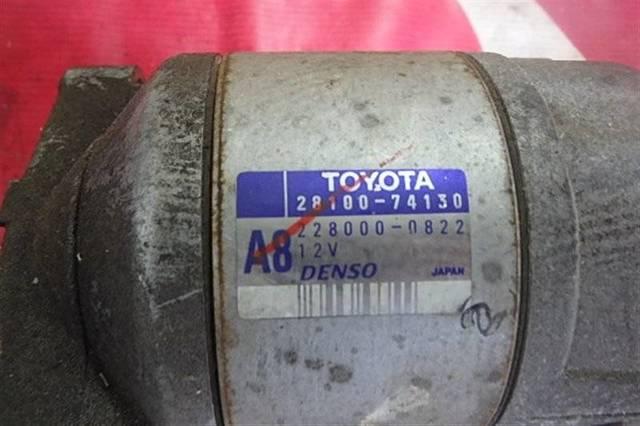 TOYOTA
28100-74130
228000-0822
A8
12V
DENSO
JAPAN